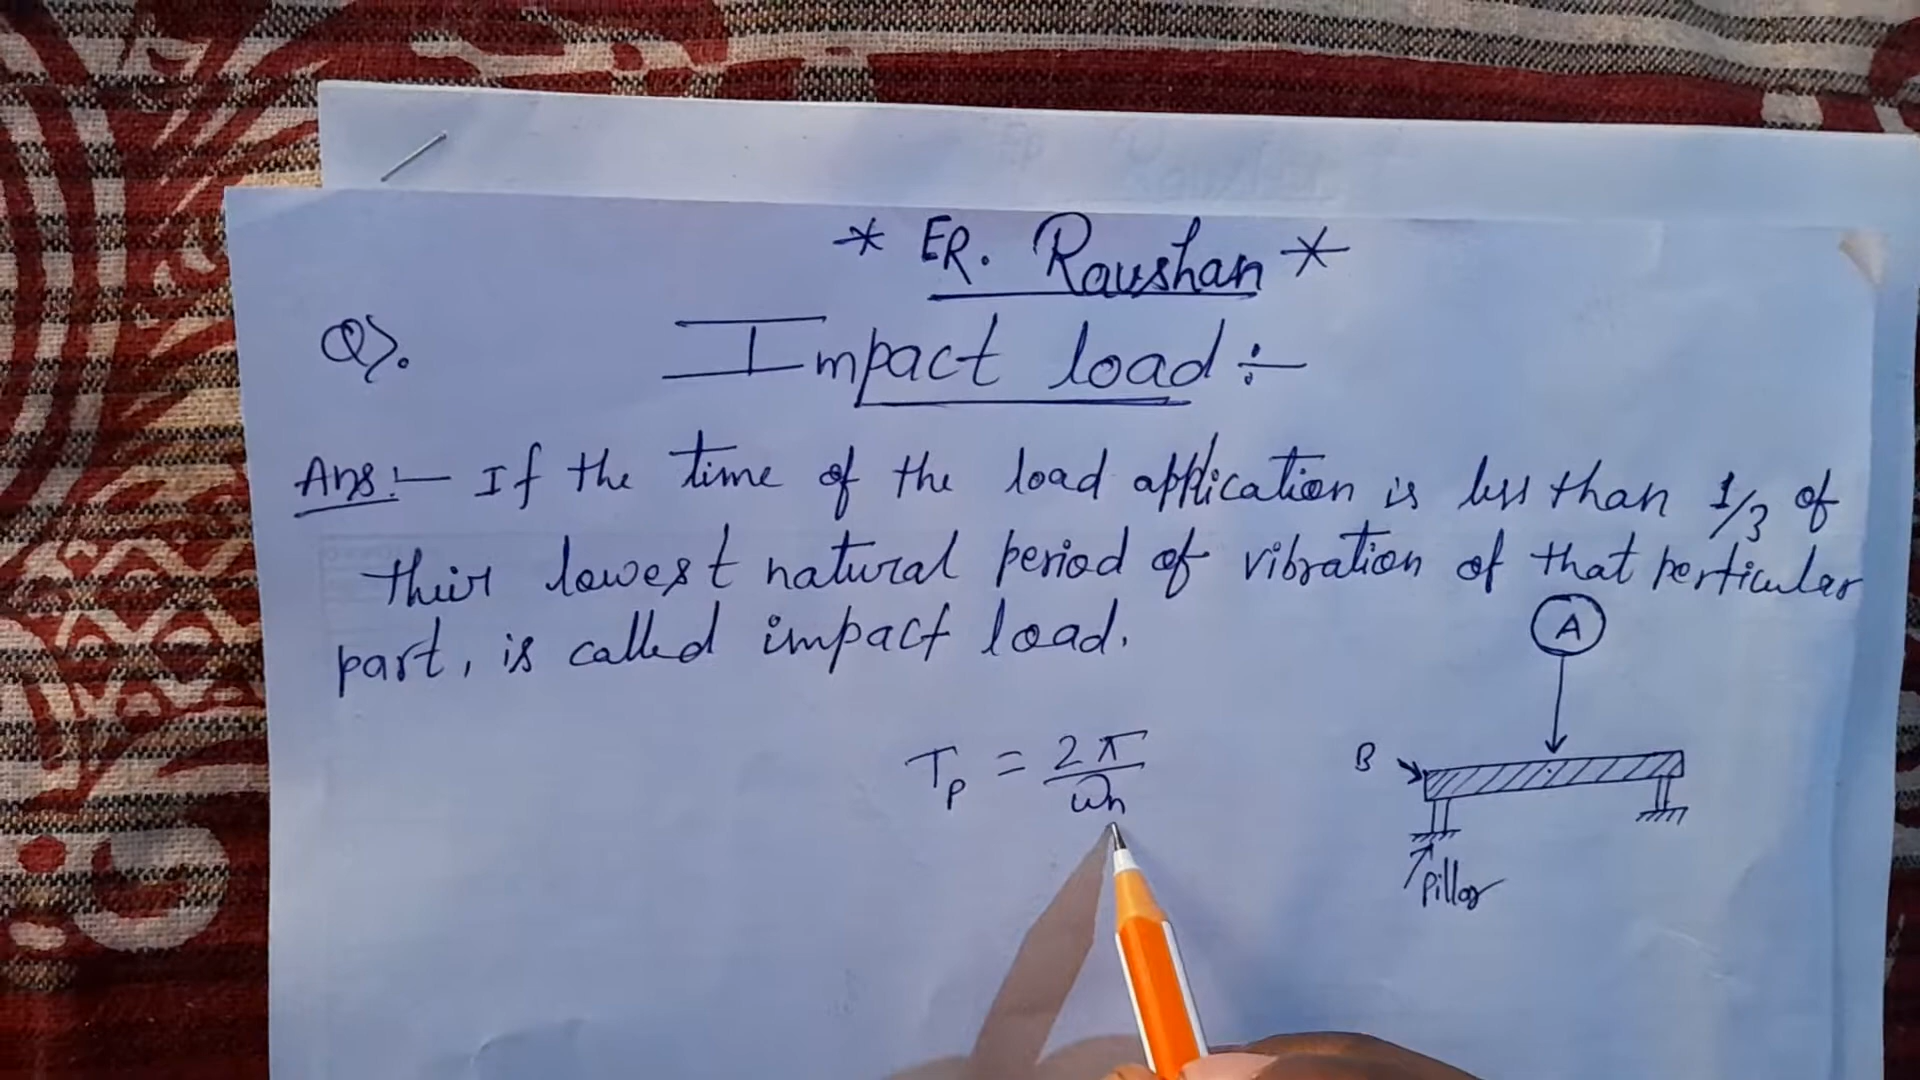 * ER. Raushan *
Q).
Impact load :-
Ans:- If the time of the load application is less than 1/3 of
their lowest natural period of vibration of that perticular
part, is called impact load.
A
Tp = 2π/ωn
B
Pillar